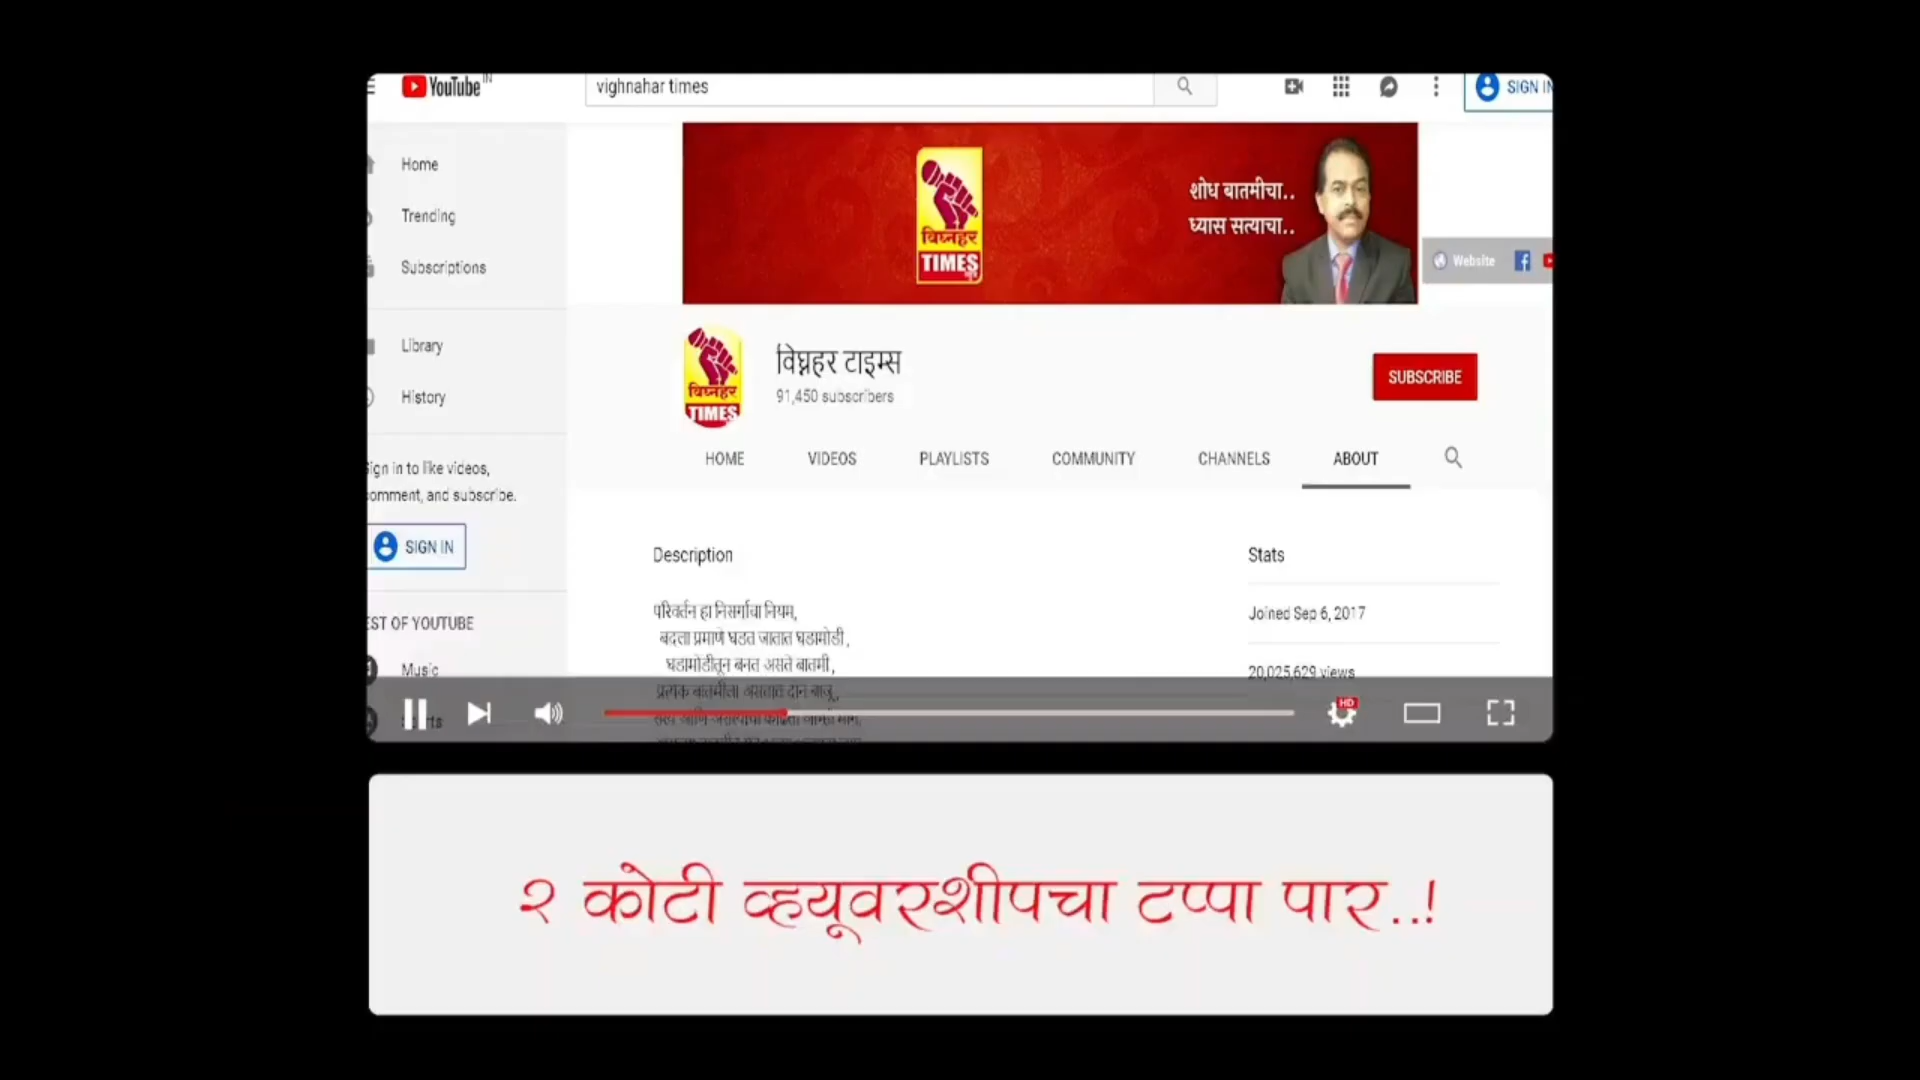 YouTube IN
vighnahar times
SIGN IN
Home
Trending
Subscriptions
Library
History
Sign in to like videos,
comment, and subscribe.
SIGN IN
BEST OF YOUTUBE
Music
विघ्नहर
TIMES
शोध बातमीचा..
ध्यास सत्याचा..
Website
विघ्नहर
TIMES
विघ्नहर टाइम्स
91,450 subscribers
SUBSCRIBE
HOME VIDEOS PLAYLISTS COMMUNITY CHANNELS ABOUT
Description
परिवर्तन हा निसर्गाचा नियम,
बदला प्रमाणे घडत जातात घडामोडी,
घडामोडीतून बनत असते बातमी,
Stats
Joined Sep 6, 2017
20,025,629 views
HD
२ कोटी व्ह्यूवरशीपचा टप्पा पार..!